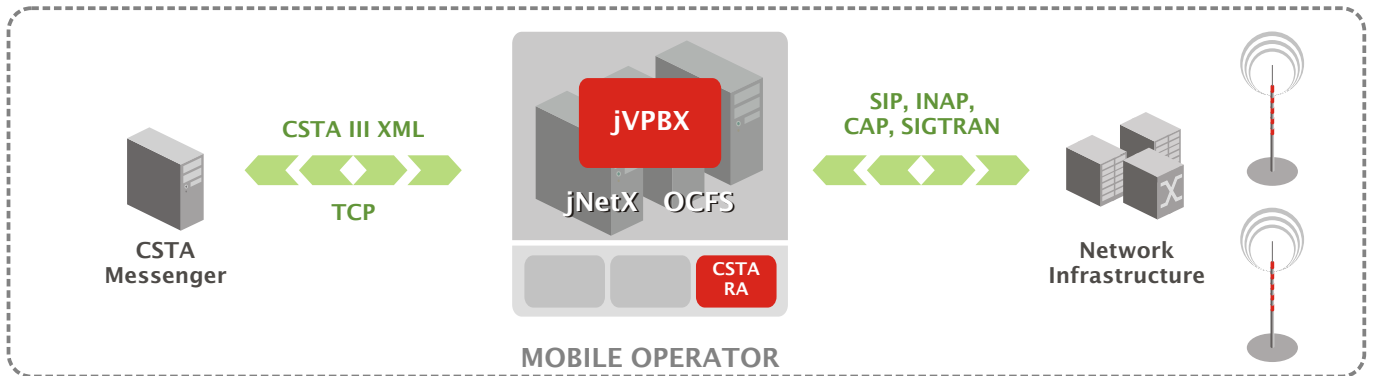 CSTA III XML
TCP
CSTA
Messenger
jVPBX
jNetX OCFS
CSTA
RA
SIP, INAP,
CAP, SIGTRAN
Network
Infrastructure
MOBILE OPERATOR